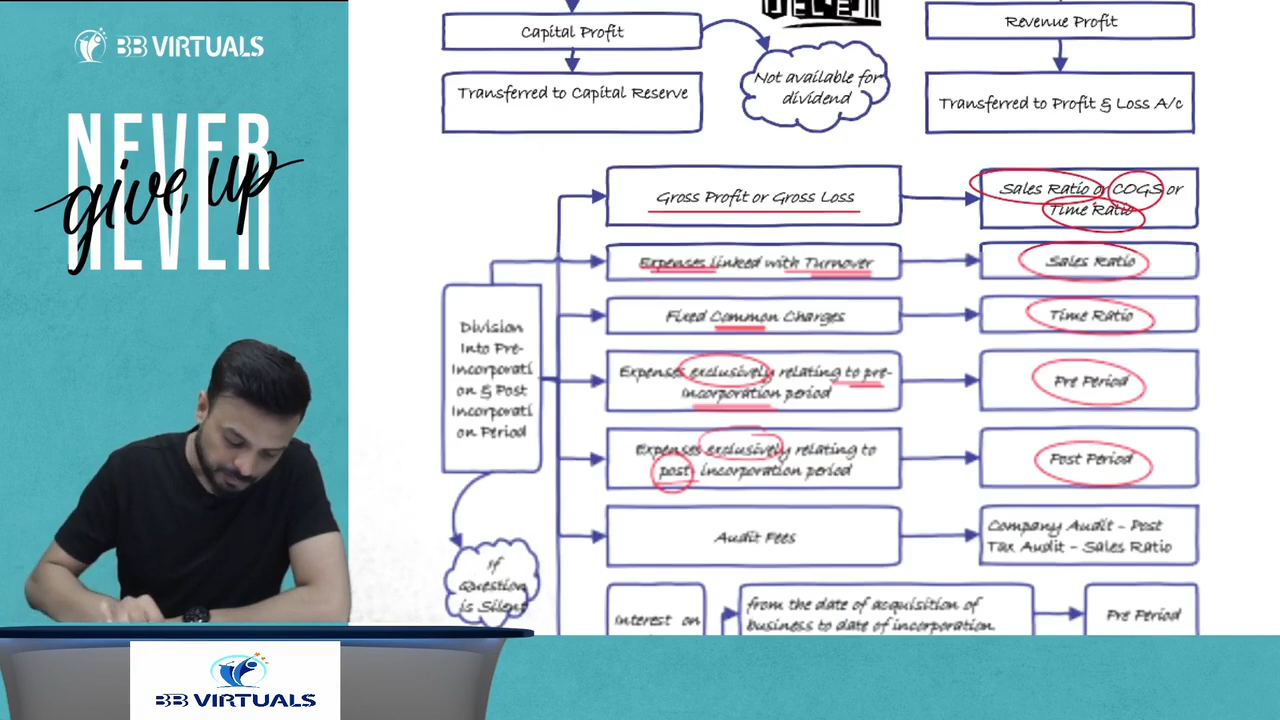 BB VIRTUALS
NEVER
give up
NEVER
Capital Profit
Transferred to Capital Reserve
Not available for
dividend
Revenue Profit
Transferred to Profit & Loss A/c
Division
Into Pre-
Incorporati
on & Post
Incorporati
on Period
If
Question
is Silent
Gross Profit or Gross Loss
Sales Ratio or COGS or
Time Ratio
Expenses linked with Turnover
Sales Ratio
Fixed Common Charges
Time Ratio
Expenses exclusively relating to pre-
incorporation period
Pre Period
Expenses exclusively relating to
post incorporation period
Post Period
Audit Fees
Company Audit - Post
Tax Audit - Sales Ratio
Interest on
from the date of acquisition of
business to date of incorporation
Pre Period
BB VIRTUALS